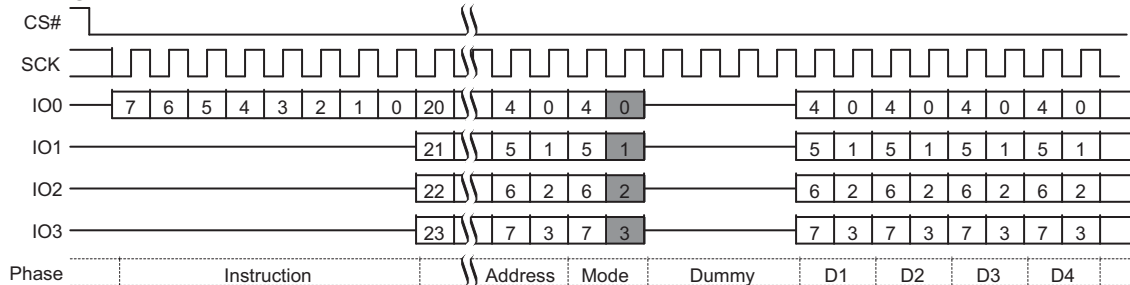 CS#
SCK
IO0 7 6 5 4 3 2 1 0 20 4 0 4 0 4 0 4 0 4 0 4 0
IO1 21 5 1 5 1 5 1 5 1 5 1 5 1
IO2 22 6 2 6 2 6 2 6 2 6 2 6 2
IO3 23 7 3 7 3 7 3 7 3 7 3 7 3
Phase Instruction Address Mode Dummy D1 D2 D3 D4